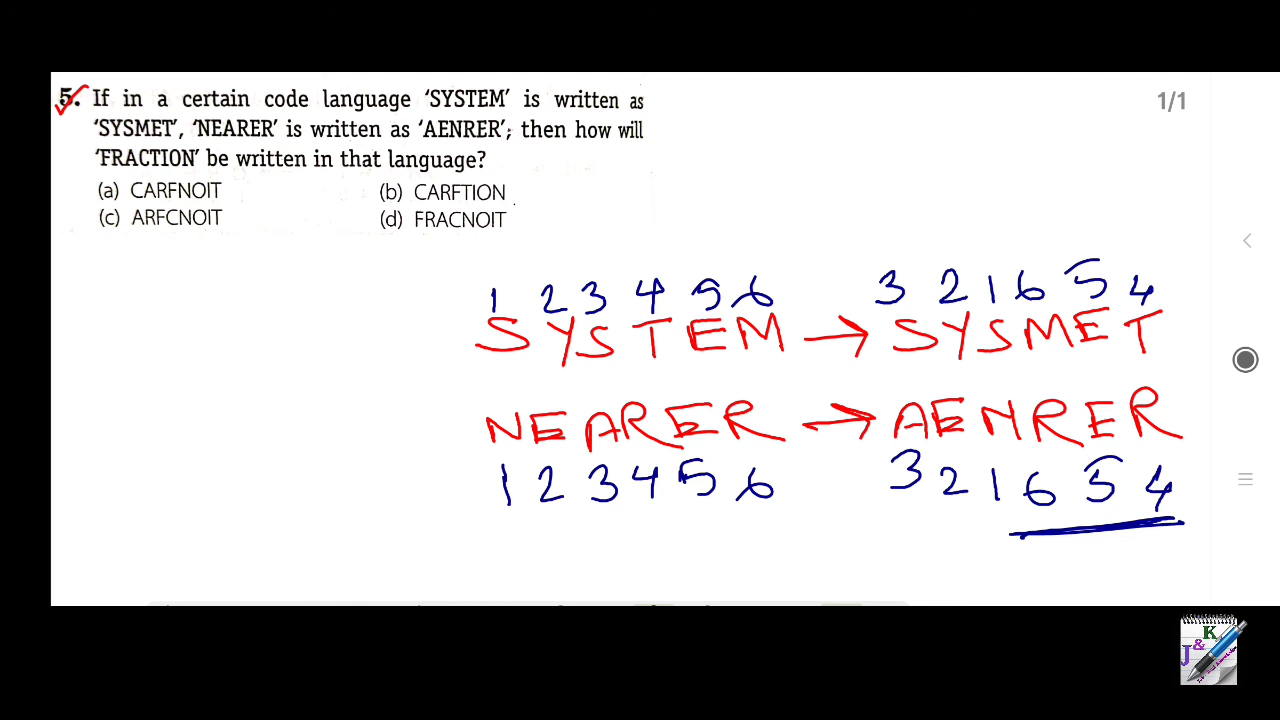 5. If in a certain code language ‘SYSTEM’ is written as
‘SYSMET’, ‘NEARER’ is written as ‘AENRER’; then how will
‘FRACTION’ be written in that language?
(a) CARFNOIT (b) CARFTION
(c) ARFCNOIT (d) FRACNOIT
1/1
1 2 3 4 5 6 3 2 1 6 5 4
SYSTEM → SYSMET
NEARER → AENRER
1 2 3 4 5 6 3 2 1 6 5 4
J&K